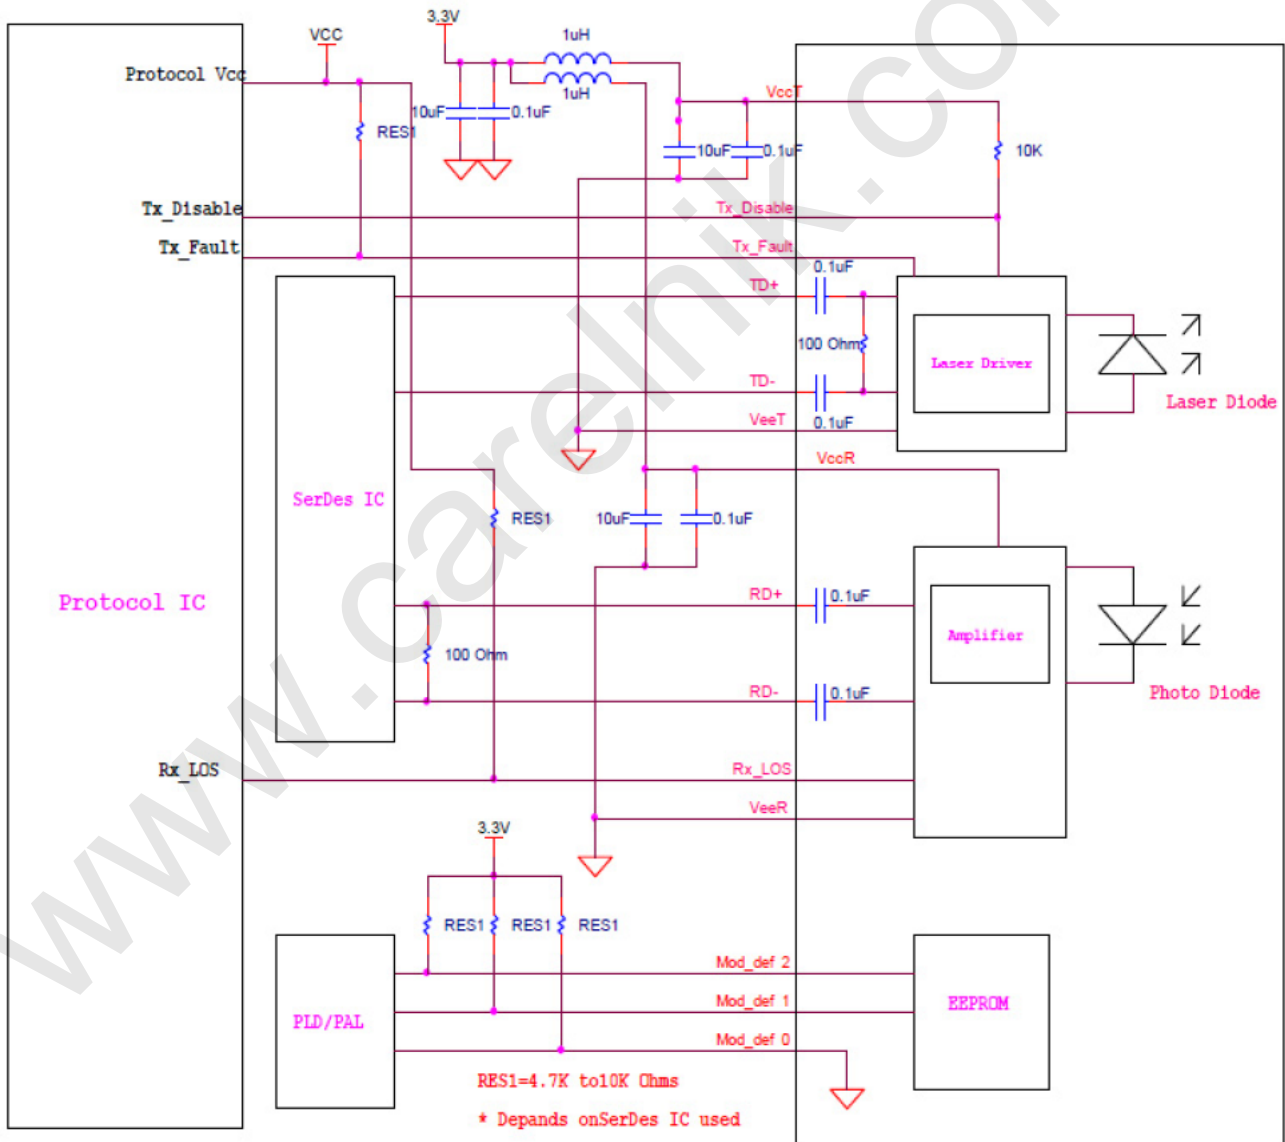 3.3V
VCC
1uH
Protocol Vcc
1uH
VccT
10uF
0.1uF
RES1
10uF
0.1uF
10K
Tx_Disable
Tx_Disable
Tx_Fault
Tx_Fault
0.1uF
TD+
100 Ohm
Laser Driver
TD-
Laser Diode
VeeT
0.1uF
VccR
SerDes IC
RES1
10uF
0.1uF
Protocol IC
RD+
0.1uF
Amplifier
100 Ohm
RD-
0.1uF
Photo Diode
Rx_LOS
Rx_LOS
VeeR
3.3V
RES1
RES1
RES1
Mod_def 2
Mod_def 1
EEPROM
PLD/PAL
Mod_def 0
RES1=4.7K to10K Ohms
* Depands onSerDes IC used
www.carelnik.co